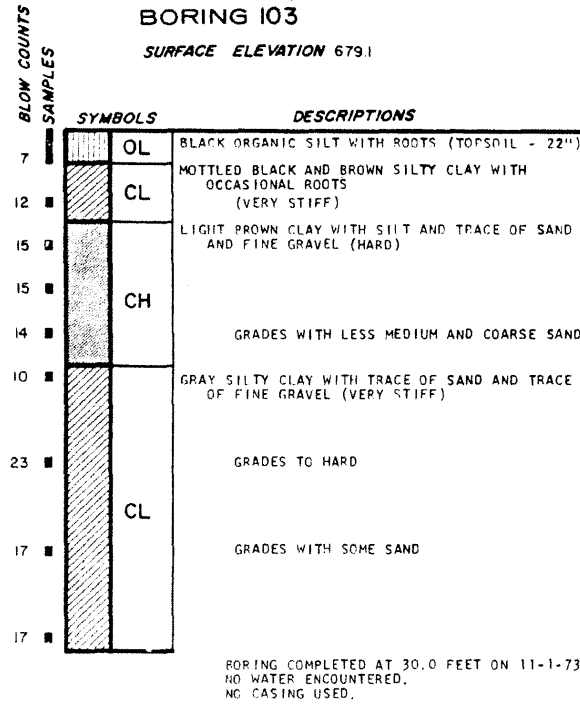 BORING 103
SURFACE ELEVATION 679.1
BLOW COUNTS
SAMPLES
SYMBOLS DESCRIPTIONS
7 OL BLACK ORGANIC SILT WITH ROOTS (TOPSOIL - 22")
12 CL MOTTLED BLACK AND BROWN SILTY CLAY WITH
OCCASIONAL ROOTS
(VERY STIFF)
15 LIGHT BROWN CLAY WITH SILT AND TRACE OF SAND
AND FINE GRAVEL (HARD)
15
CH
14 GRADES WITH LESS MEDIUM AND COARSE SAND
10 GRAY SILTY CLAY WITH TRACE OF SAND AND TRACE
OF FINE GRAVEL (VERY STIFF)
23 GRADES TO HARD
CL
17 GRADES WITH SOME SAND
17
BORING COMPLETED AT 30.0 FEET ON 11-1-73
NO WATER ENCOUNTERED.
NO CASING USED.